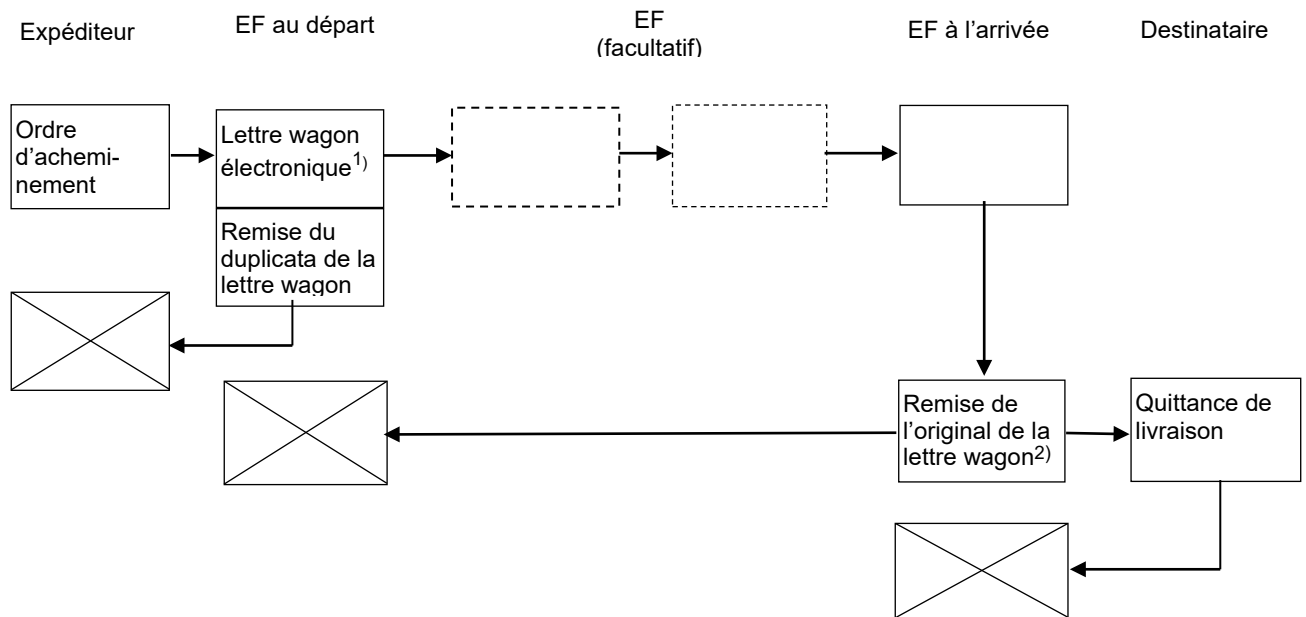 Expéditeur
EF au départ
EF
(facultatif)
EF à l’arrivée
Destinataire
Ordre
d’achemi-
nement
Lettre wagon
électronique1)
Remise du
duplicata de la
lettre wagon
Remise de
l’original de la
lettre wagon2)
Quittance de
livraison